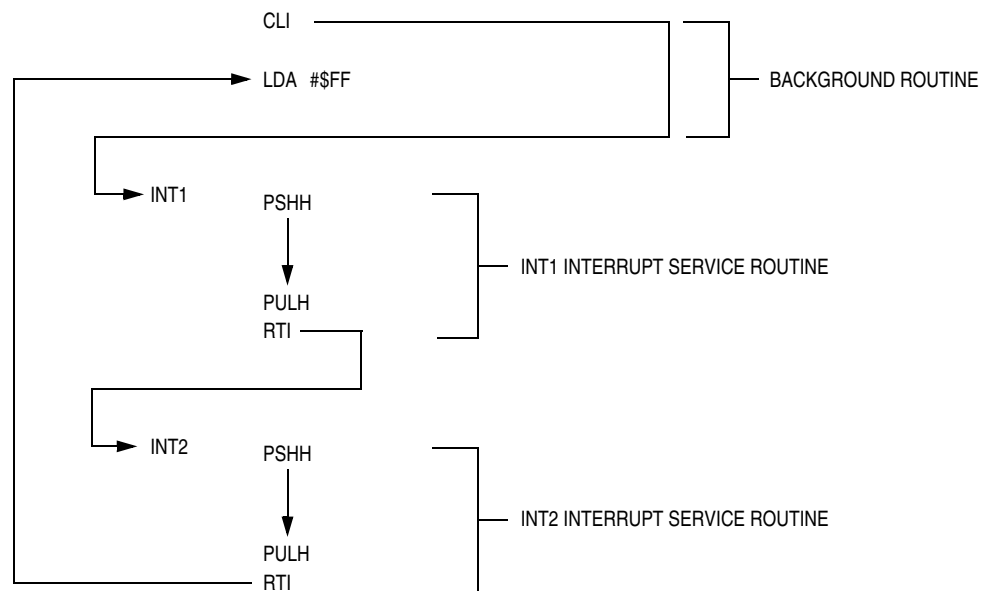 CLI
LDA #$FF
BACKGROUND ROUTINE
INT1
PSHH
INT1 INTERRUPT SERVICE ROUTINE
PULH
RTI
INT2
PSHH
INT2 INTERRUPT SERVICE ROUTINE
PULH
RTI